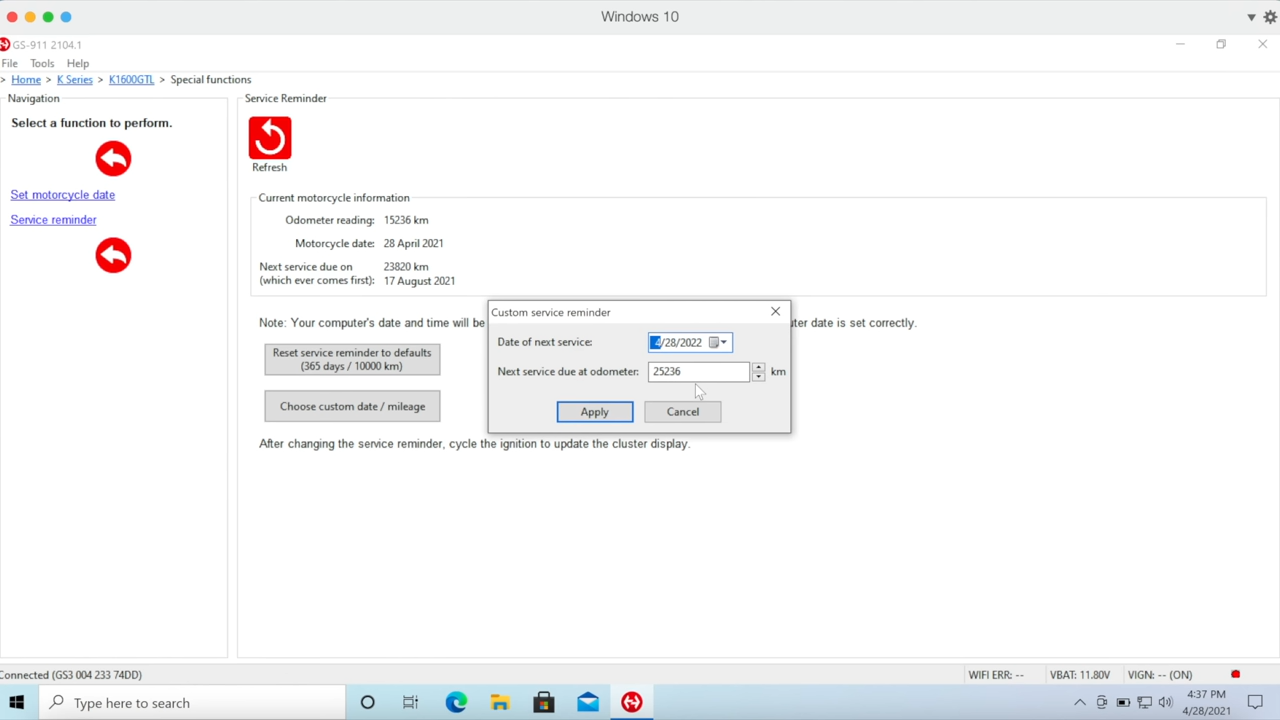 Windows 10
GS-911 2104.1
File Tools Help
> Home > K Series > K1600GTL > Special functions
Navigation
Select a function to perform.
Set motorcycle date
Service reminder
Service Reminder
Refresh
Current motorcycle information
Odometer reading: 15236 km
Motorcycle date: 28 April 2021
Next service due on 23820 km
(which ever comes first): 17 August 2021
Note: Your computer's date and time will be
uter date is set correctly.
Reset service reminder to defaults
(365 days / 10000 km)
Choose custom date / mileage
After changing the service reminder, cycle the ignition to update the cluster display.
Custom service reminder
Date of next service: 4/28/2022
Next service due at odometer: 25236 km
Apply Cancel
Connected (GS3 004 233 74DD) WIFI ERR: -- VBAT: 11.80V VIGN: -- (ON)
Type here to search
4:37 PM
4/28/2021